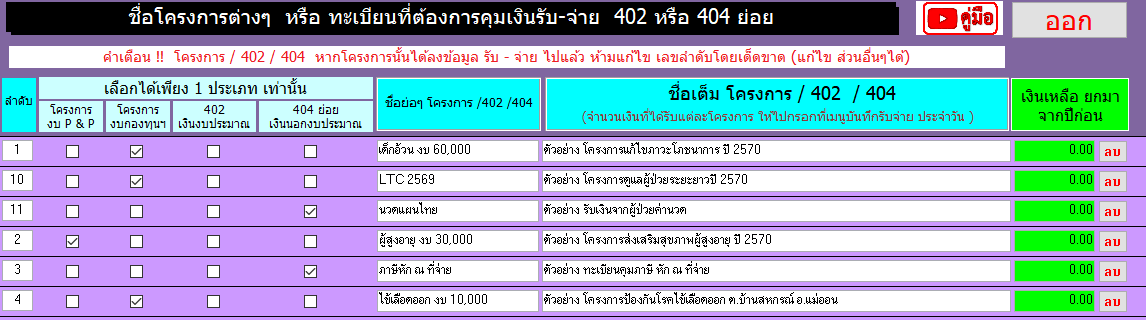 ชื่อโครงการต่างๆ หรือ ทะเบียนที่ต้องการคุมเงินรับ-จ่าย 402 หรือ 404 ย่อย
คู่มือ
ออก
คำเตือน !! โครงการ / 402 / 404 หากโครงการนั้นได้ลงข้อมูล รับ - จ่าย ไปแล้ว ห้ามแก้ไข เลขลำดับโดยเด็ดขาด (แก้ไข ส่วนอื่นๆได้)
ลำดับ
เลือกได้เพียง 1 ประเภท เท่านั้น
โครงการ งบ P & P
โครงการ งบกองทุนฯ
402 เงินงบประมาณ
404 ย่อย เงินนอกงบประมาณ
ชื่อย่อๆ โครงการ /402 /404
ชื่อเต็ม โครงการ / 402 / 404
(จำนวนเงินที่ได้รับแต่ละโครงการ ให้ไปกรอกที่เมนูบันทึกรับจ่าย ประจำวัน )
เงินเหลือ ยกมา
จากปีก่อน
1 เด็กอ้วน งบ 60,000 ตัวอย่าง โครงการแก้ไขภาวะโภชนาการ ปี 2570 0.00 ลบ
10 LTC 2569 ตัวอย่าง โครงการดูแลผู้ป่วยระยะยาวปี 2570 0.00 ลบ
11 นวดแผนไทย ตัวอย่าง รับเงินจากผู้ป่วยค่านวด 0.00 ลบ
2 ผู้สูงอายุ งบ 30,000 ตัวอย่าง โครงการส่งเสริมสุขภาพผู้สูงอายุ ปี 2570 0.00 ลบ
3 ภาษีหัก ณ ที่จ่าย ตัวอย่าง ทะเบียนคุมภาษี หัก ณ ที่จ่าย 0.00 ลบ
4 ไข้เลือดออก งบ 10,000 ตัวอย่าง โครงการป้องกันโรคไข้เลือดออก ต.บ้านสหกรณ์ อ.แม่ออน 0.00 ลบ